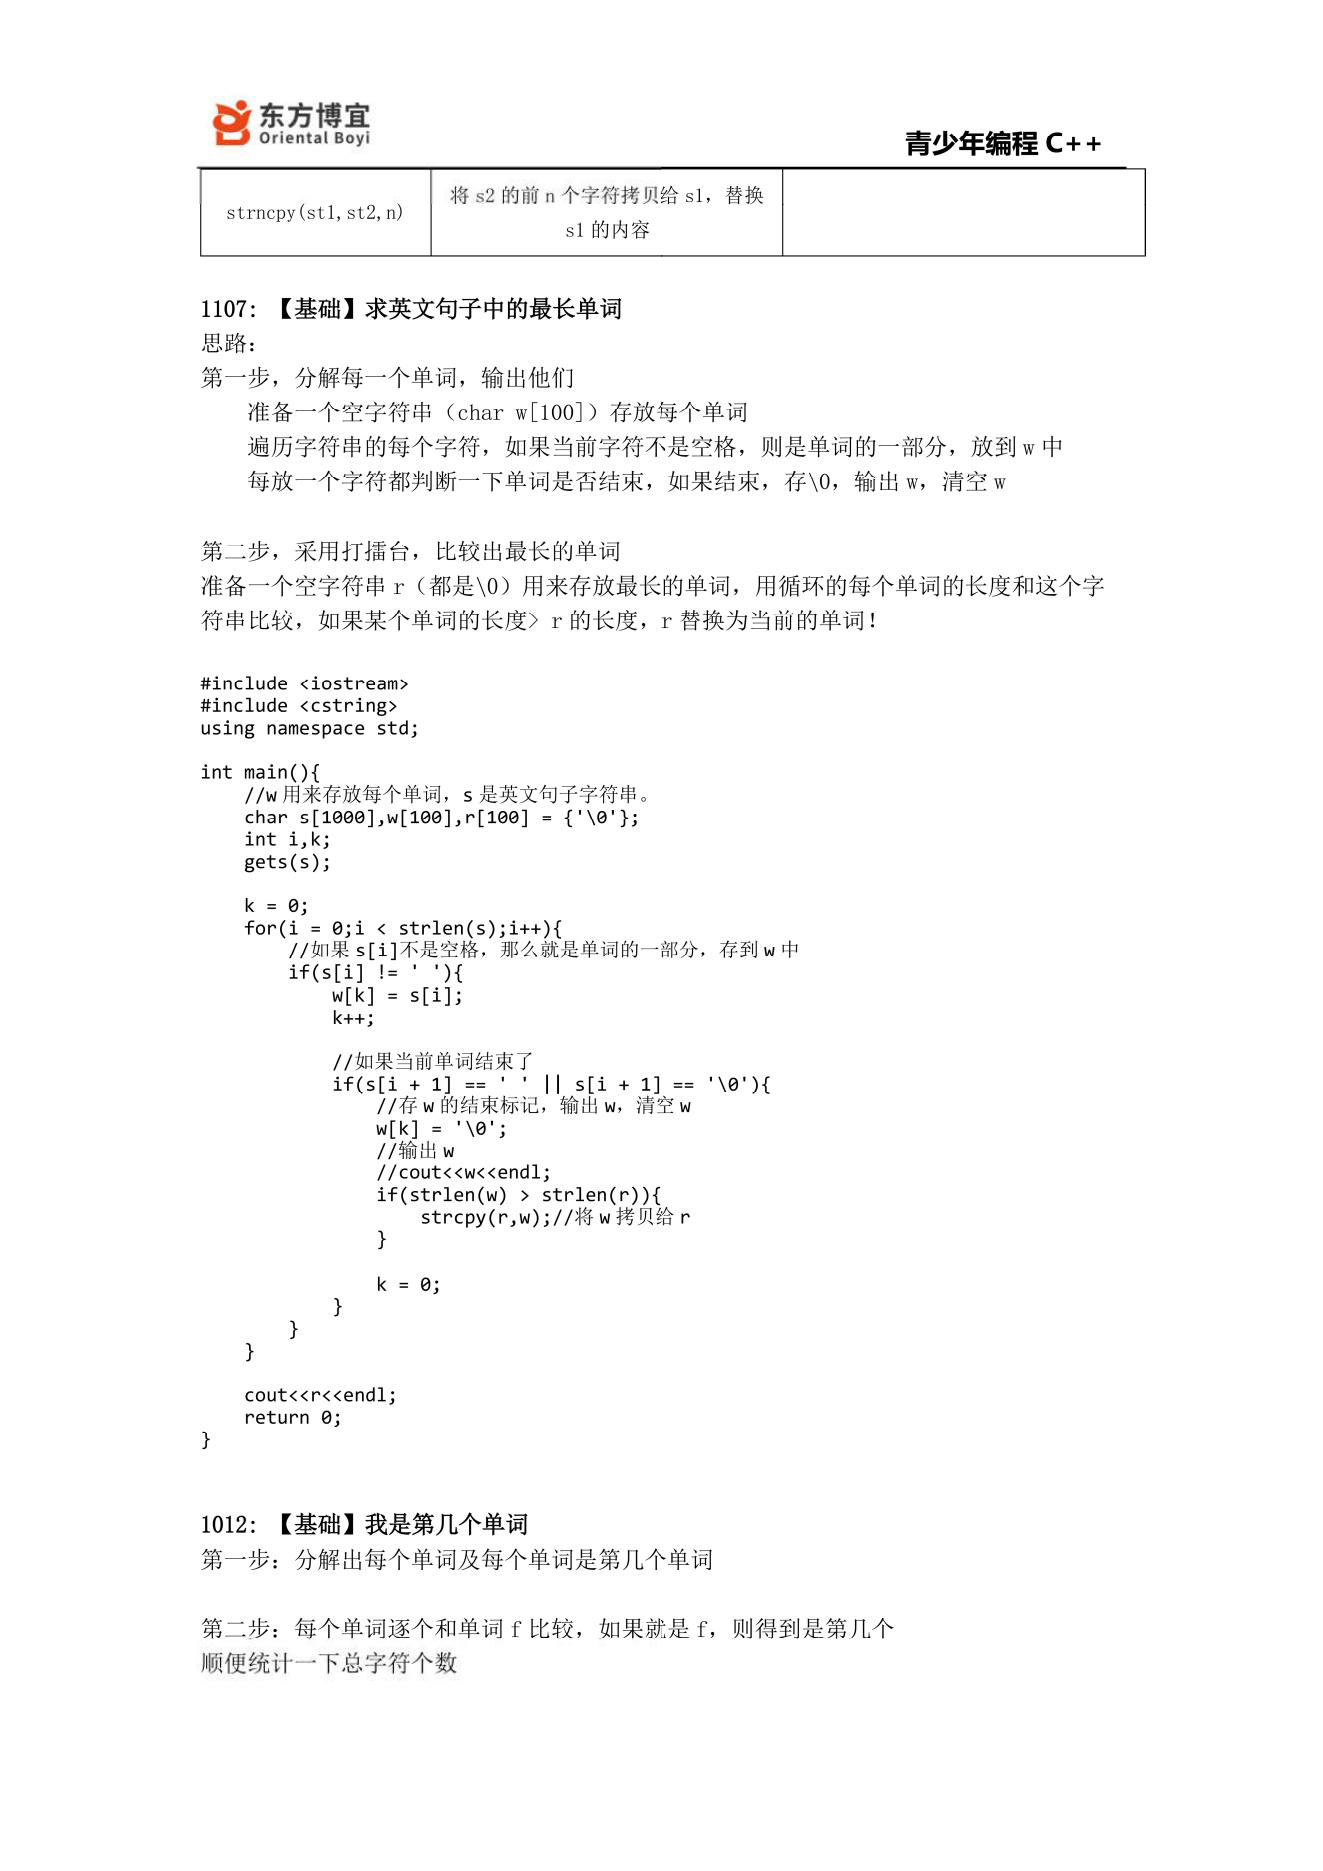 东方博宜
Oriental Boyi
青少年编程 C++
strncpy(st1,st2,n)
将 s2 的前 n 个字符拷贝给 s1，替换
s1 的内容
1107: 【基础】求英文句子中的最长单词
思路：
第一步，分解每一个单词，输出他们
准备一个空字符串（char w[100]）存放每个单词
遍历字符串的每个字符，如果当前字符不是空格，则是单词的一部分，放到 w 中
每放一个字符都判断一下单词是否结束，如果结束，存\0，输出 w，清空 w
第二步，采用打擂台，比较出最长的单词
准备一个空字符串 r（都是\0）用来存放最长的单词，用循环的每个单词的长度和这个字
符串比较，如果某个单词的长度> r 的长度，r 替换为当前的单词！
#include <iostream>
#include <cstring>
using namespace std;
int main(){
    //w 用来存放每个单词，s 是英文句子字符串。
    char s[1000],w[100],r[100] = {'\0'};
    int i,k;
    gets(s);
    k = 0;
    for(i = 0;i < strlen(s);i++){
        //如果 s[i]不是空格，那么就是单词的一部分，存到 w 中
        if(s[i] != ' '){
            w[k] = s[i];
            k++;
            //如果当前单词结束了
            if(s[i + 1] == ' ' || s[i + 1] == '\0'){
                //存 w 的结束标记，输出 w，清空 w
                w[k] = '\0';
                //输出 w
                //cout<<w<<endl;
                if(strlen(w) > strlen(r)){
                    strcpy(r,w);//将 w 拷贝给 r
                }
                k = 0;
            }
        }
    }
    cout<<r<<endl;
    return 0;
}
1012: 【基础】我是第几个单词
第一步：分解出每个单词及每个单词是第几个单词
第二步：每个单词逐个和单词 f 比较，如果就是 f，则得到是第几个
顺便统计一下总字符个数